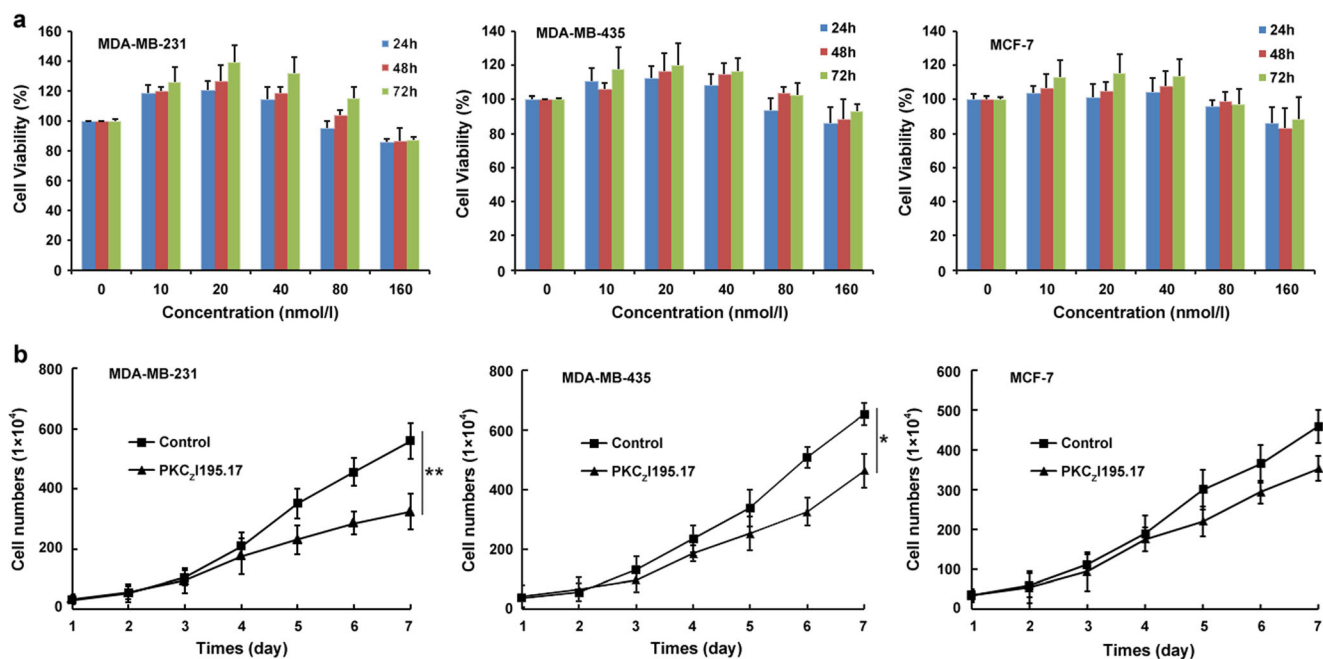 a
MDA-MB-231
24h
48h
72h
Cell Viability (%)
160
140
120
100
80
60
40
20
0
0 10 20 40 80 160
Concentration (nmol/l)
MDA-MB-435
24h
48h
72h
Cell Viability (%)
140
120
100
80
60
40
20
0
0 10 20 40 80 160
Concentration (nmol/l)
MCF-7
24h
48h
72h
Cell Viability (%)
140
120
100
80
60
40
20
0
0 10 20 40 80 160
Concentration (nmol/l)
b
MDA-MB-231
Control
PKCzI195.17
**
Cell numbers (1×10⁴)
800
600
400
200
0
1 2 3 4 5 6 7
Times (day)
MDA-MB-435
Control
PKCzI195.17
*
Cell numbers (1×10⁴)
800
600
400
200
0
1 2 3 4 5 6 7
Times (day)
MCF-7
Control
PKCzI195.17
Cell numbers (1×10⁴)
600
500
400
300
200
100
0
1 2 3 4 5 6 7
Times (day)